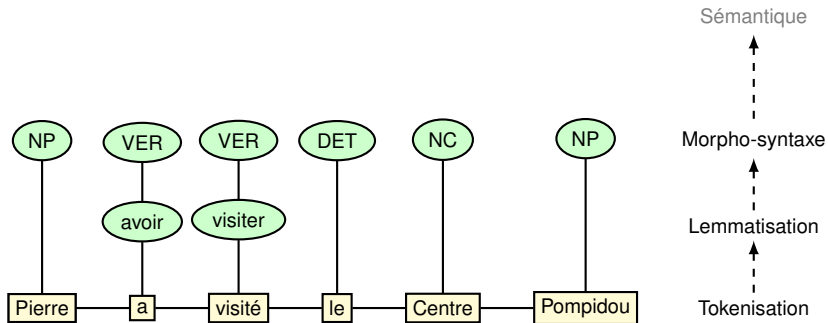 Sémantique
NP VER VER DET NC NP Morpho-syntaxe
avoir visiter Lemmatisation
Pierre a visité le Centre Pompidou Tokenisation